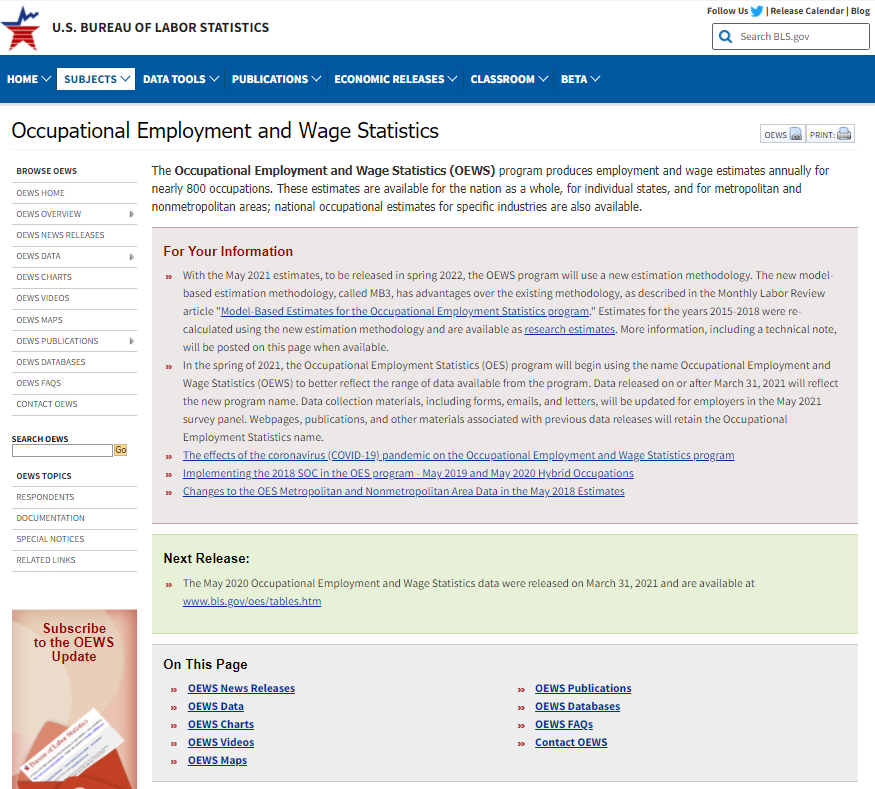 Follow Us | Release Calendar | Blog
U.S. BUREAU OF LABOR STATISTICS
Search BLS.gov
HOME SUBJECTS DATA TOOLS PUBLICATIONS ECONOMIC RELEASES CLASSROOM BETA
Occupational Employment and Wage Statistics
OEWS PRINT:
BROWSE OEWS
OEWS HOME
OEWS OVERVIEW
OEWS NEWS RELEASES
OEWS DATA
OEWS CHARTS
OEWS VIDEOS
OEWS MAPS
OEWS PUBLICATIONS
OEWS DATABASES
OEWS FAQS
CONTACT OEWS
SEARCH OEWS
Go
OEWS TOPICS
RESPONDENTS
DOCUMENTATION
SPECIAL NOTICES
RELATED LINKS
Subscribe
to the OEWS
Update
Bureau of Labor Statistics
The Occupational Employment and Wage Statistics (OEWS) program produces employment and wage estimates annually for
nearly 800 occupations. These estimates are available for the nation as a whole, for individual states, and for metropolitan and
nonmetropolitan areas; national occupational estimates for specific industries are also available.
For Your Information
» With the May 2021 estimates, to be released in spring 2022, the OEWS program will use a new estimation methodology. The new model-
based estimation methodology, called MB3, has advantages over the existing methodology, as described in the Monthly Labor Review
article "Model-Based Estimates for the Occupational Employment Statistics program." Estimates for the years 2015-2018 were re-
calculated using the new estimation methodology and are available as research estimates. More information, including a technical note,
will be posted on this page when available.
» In the spring of 2021, the Occupational Employment Statistics (OES) program will begin using the name Occupational Employment and
Wage Statistics (OEWS) to better reflect the range of data available from the program. Data released on or after March 31, 2021 will reflect
the new program name. Data collection materials, including forms, emails, and letters, will be updated for employers in the May 2021
survey panel. Webpages, publications, and other materials associated with previous data releases will retain the Occupational
Employment Statistics name.
» The effects of the coronavirus (COVID-19) pandemic on the Occupational Employment and Wage Statistics program
» Implementing the 2018 SOC in the OES program - May 2019 and May 2020 Hybrid Occupations
» Changes to the OES Metropolitan and Nonmetropolitan Area Data in the May 2018 Estimates
Next Release:
» The May 2020 Occupational Employment and Wage Statistics data were released on March 31, 2021 and are available at
www.bls.gov/oes/tables.htm
On This Page
» OEWS News Releases
» OEWS Data
» OEWS Charts
» OEWS Videos
» OEWS Maps
» OEWS Publications
» OEWS Databases
» OEWS FAQs
» Contact OEWS